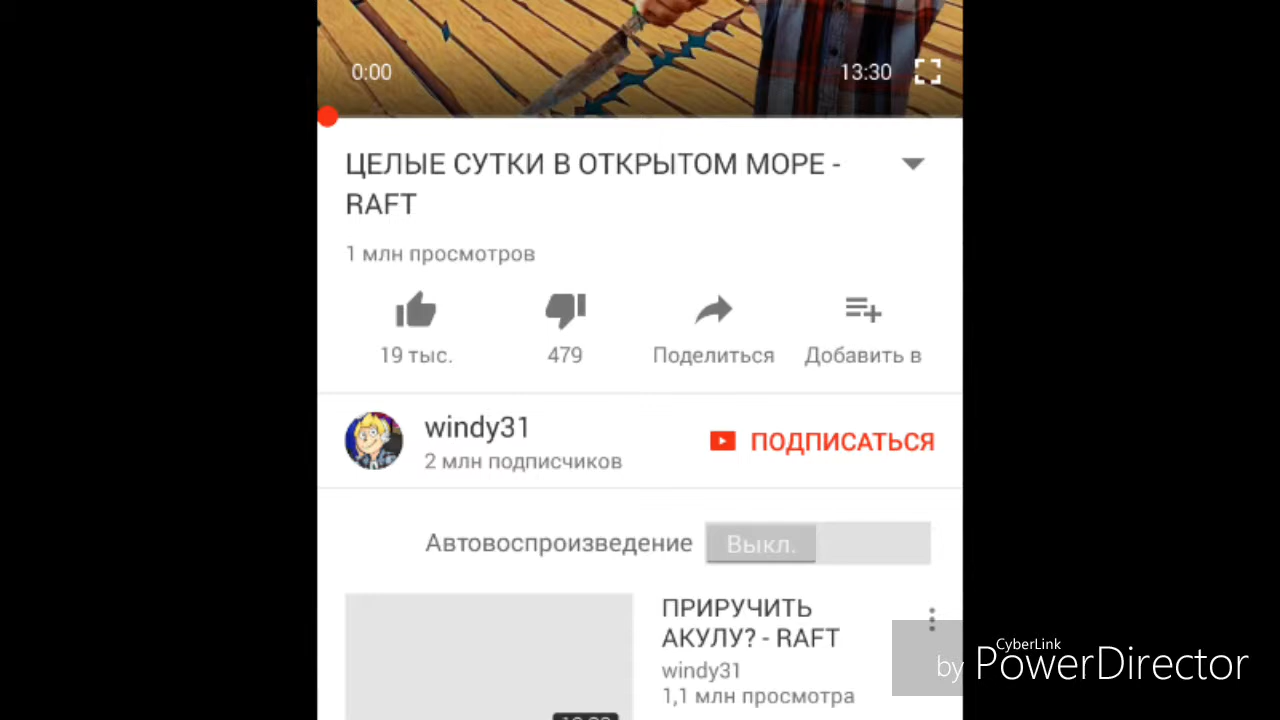 0:00 13:30
ЦЕЛЫЕ СУТКИ В ОТКРЫТОМ МОРЕ -
RAFT
1 млн просмотров
19 тыс. 479 Поделиться Добавить в
windy31
2 млн подписчиков
ПОДПИСАТЬСЯ
Автовоспроизведение Выкл.
ПРИРУЧИТЬ
АКУЛУ? - RAFT
windy31
1,1 млн просмотра
CyberLink
by PowerDirector